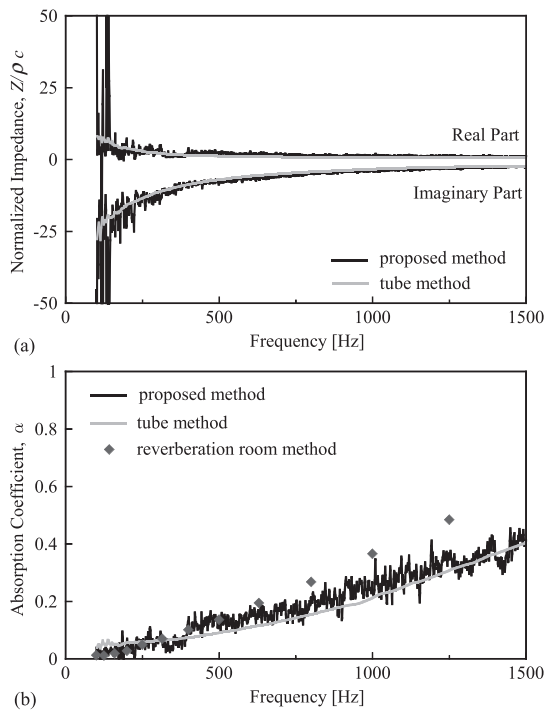 50
25
0
-25
-50
Normalized Impedance, Z/ρ c
Real Part
Imaginary Part
proposed method
tube method
0 500 1000 1500
Frequency [Hz]
(a)
1
0.8
0.6
0.4
0.2
0
Absorption Coefficient, α
proposed method
tube method
reverberation room method
0 500 1000 1500
Frequency [Hz]
(b)